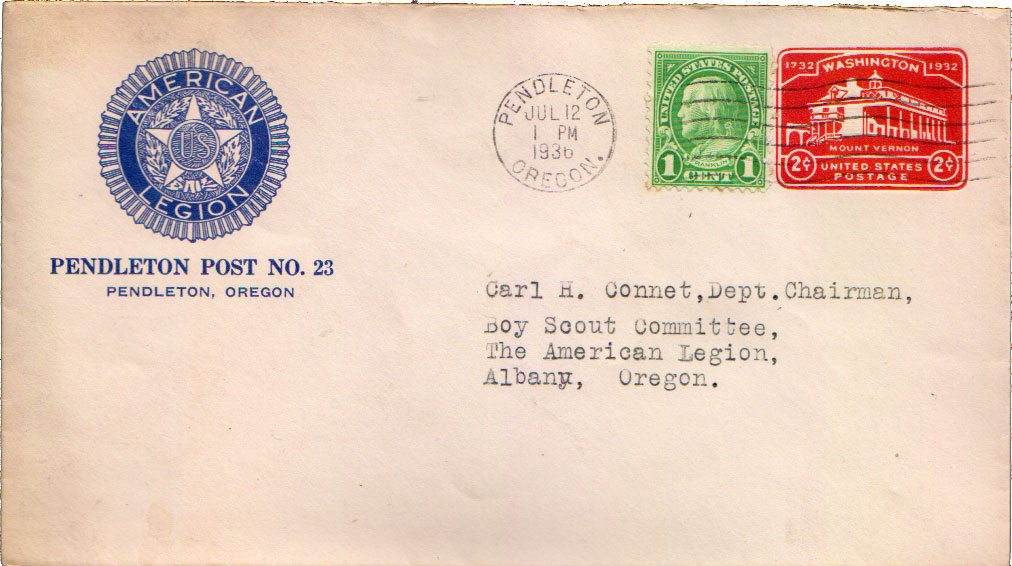 AMERICAN
US
LEGION
PENDLETON POST NO. 23
PENDLETON, OREGON
PENDLETON
JUL 12
1 PM
1936
OREGON.
UNITED STATES POSTAGE
FRANKLIN
1 CENT 1
1732 WASHINGTON 1932
MOUNT VERNON
2¢ UNITED STATES 2¢
POSTAGE
Carl H. Connet,Dept.Chairman,
Boy Scout Committee,
The American Legion,
Albany, Oregon.